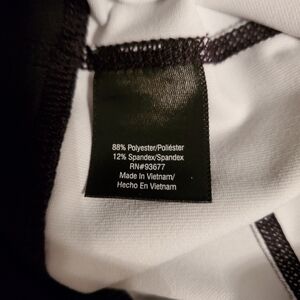 88% Polyester/Poliéster
12% Spandex/Spandex
RN#93677
Made In Vietnam/
Hecho En Vietnam